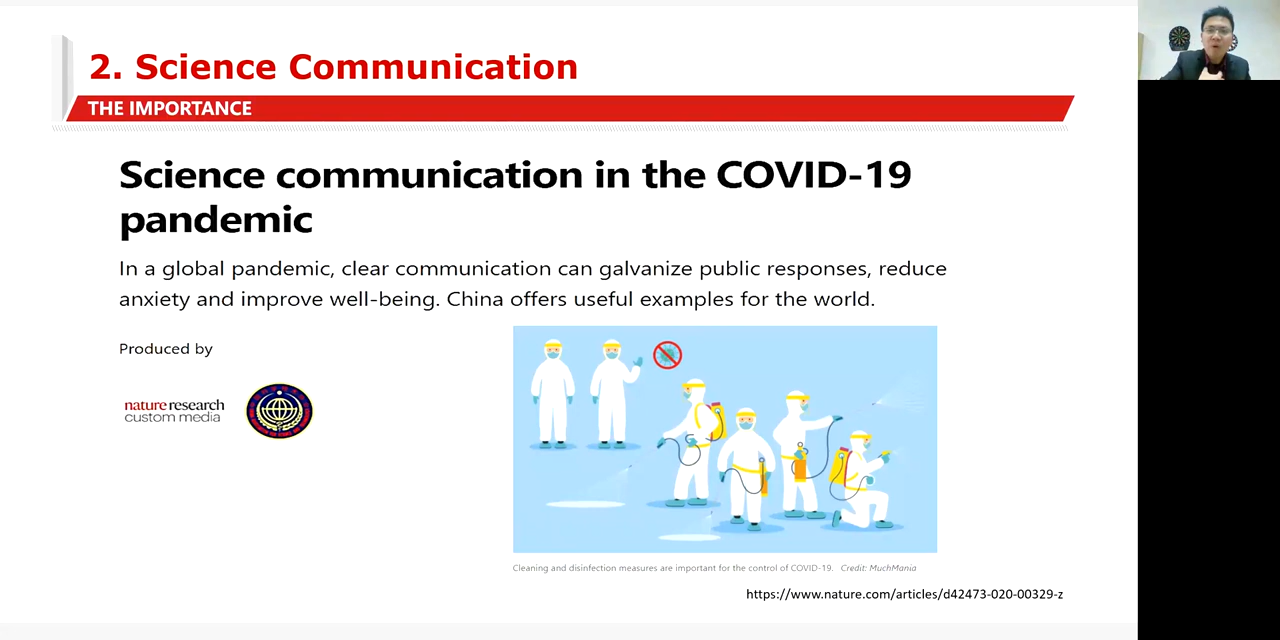 2. Science Communication
THE IMPORTANCE
Science communication in the COVID-19
pandemic
In a global pandemic, clear communication can galvanize public responses, reduce
anxiety and improve well-being. China offers useful examples for the world.
Produced by
nature research
custom media
Cleaning and disinfection measures are important for the control of COVID-19. Credit: MuchMania
https://www.nature.com/articles/d42473-020-00329-z